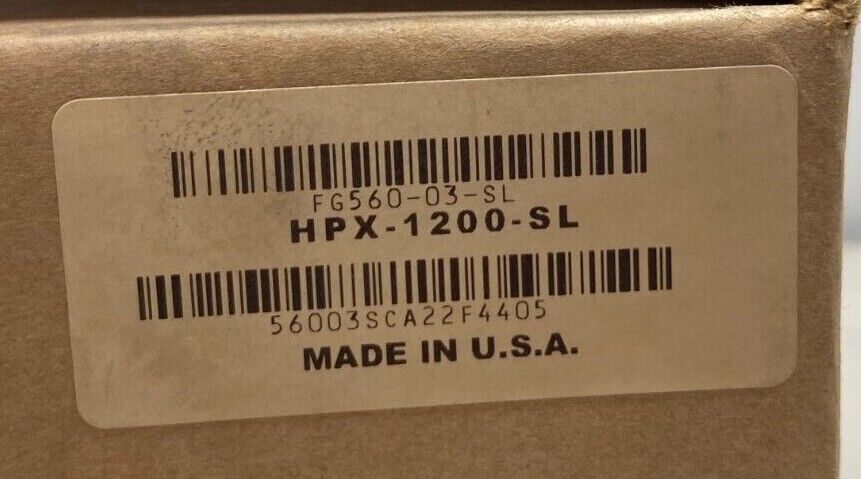 FG560-03-SL
HPX-1200-SL
56003SCA22F4405
MADE IN U.S.A.